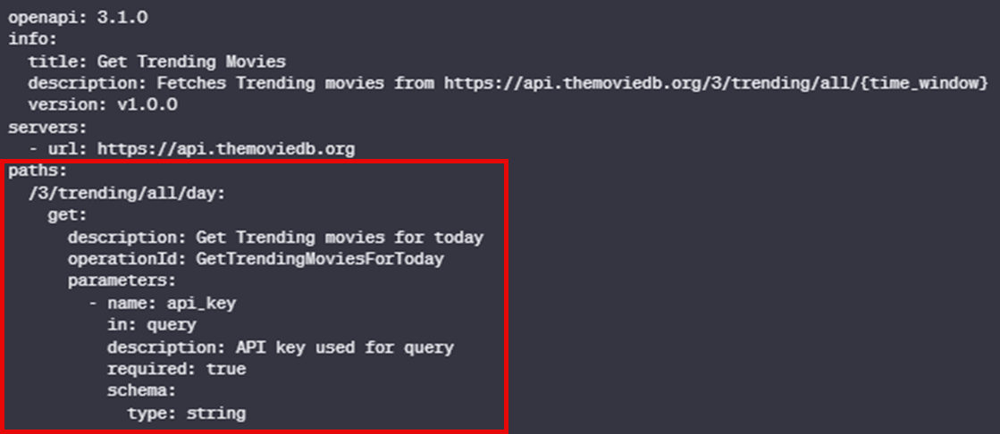 openapi: 3.1.0
info:
  title: Get Trending Movies
  description: Fetches Trending movies from https://api.themoviedb.org/3/trending/all/{time_window}
  version: v1.0.0
servers:
  - url: https://api.themoviedb.org
paths:
  /3/trending/all/day:
    get:
      description: Get Trending movies for today
      operationId: GetTrendingMoviesForToday
      parameters:
        - name: api_key
          in: query
          description: API key used for query
          required: true
          schema:
            type: string